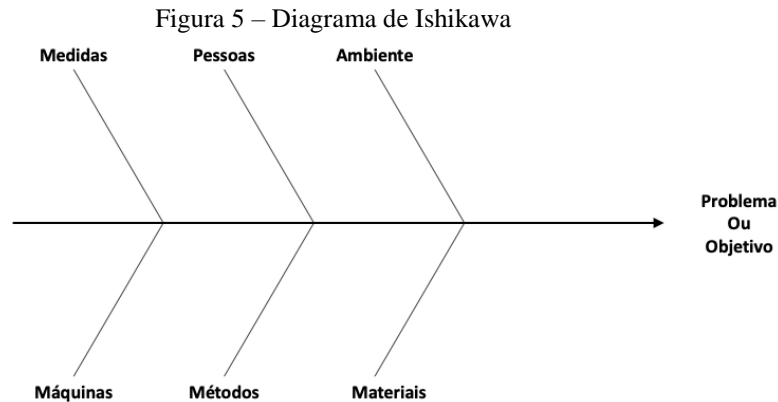 Figura 5 – Diagrama de Ishikawa
Medidas
Pessoas
Ambiente
Problema
Ou
Objetivo
Máquinas
Métodos
Materiais